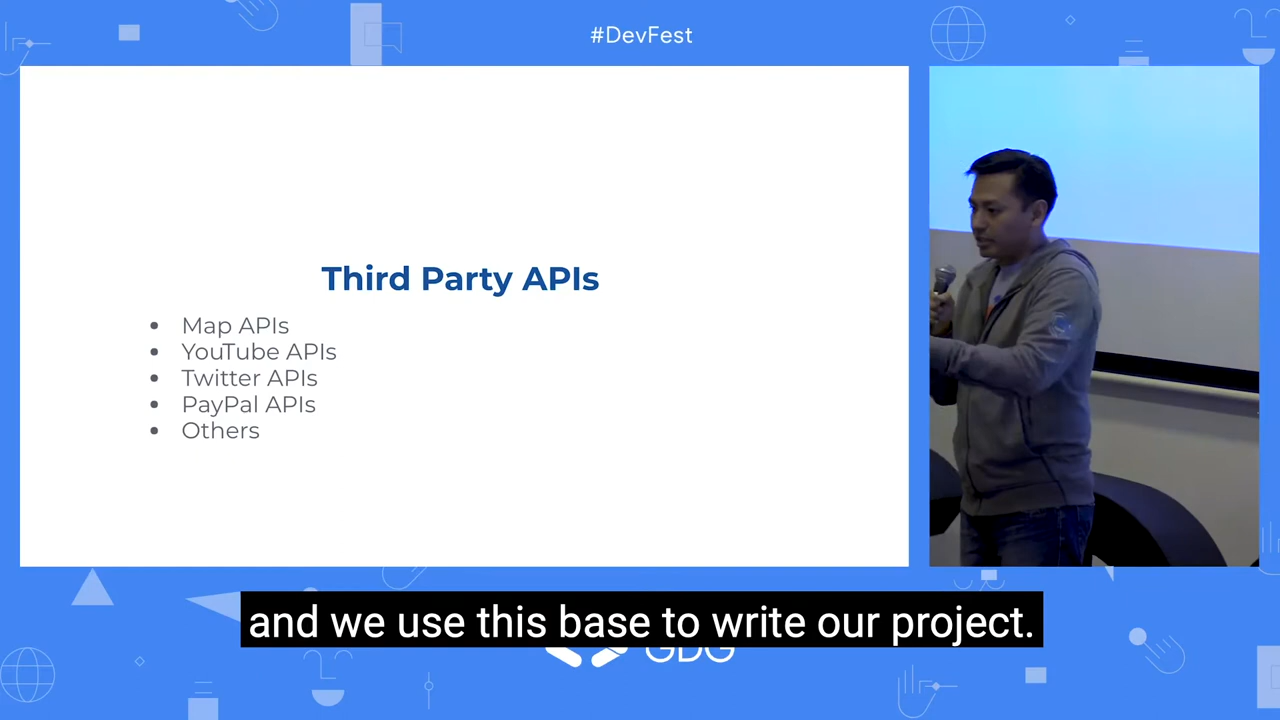 #DevFest
Third Party APIs
• Map APIs
• YouTube APIs
• Twitter APIs
• PayPal APIs
• Others
and we use this base to write our project.
GDG